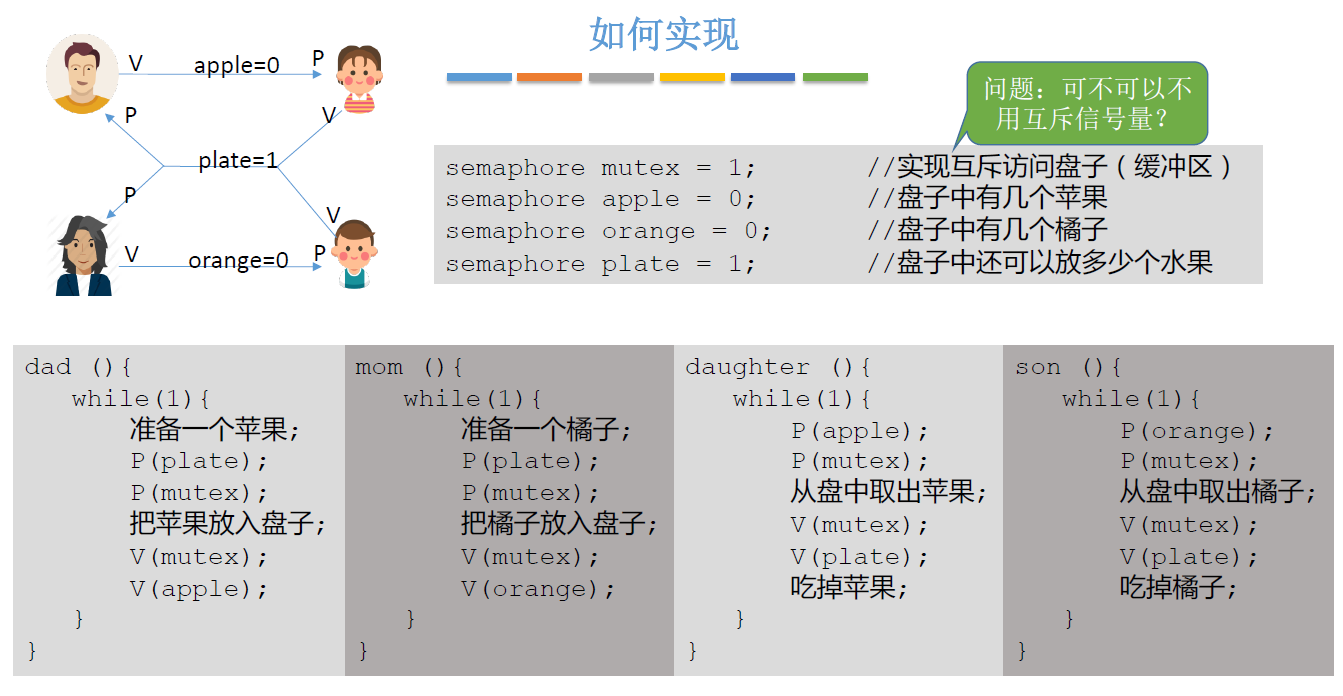 如何实现
V
apple=0
P
P
V
plate=1
P
V
V
orange=0
P
问题：可不可以不
用互斥信号量？
semaphore mutex = 1; //实现互斥访问盘子（缓冲区）
semaphore apple = 0; //盘子中有几个苹果
semaphore orange = 0; //盘子中有几个橘子
semaphore plate = 1; //盘子中还可以放多少个水果
dad (){
while(1){
准备一个苹果;
P(plate);
P(mutex);
把苹果放入盘子;
V(mutex);
V(apple);
}
}
mom (){
while(1){
准备一个橘子;
P(plate);
P(mutex);
把橘子放入盘子;
V(mutex);
V(orange);
}
}
daughter (){
while(1){
P(apple);
P(mutex);
从盘中取出苹果;
V(mutex);
V(plate);
吃掉苹果;
}
}
son (){
while(1){
P(orange);
P(mutex);
从盘中取出橘子;
V(mutex);
V(plate);
吃掉橘子;
}
}